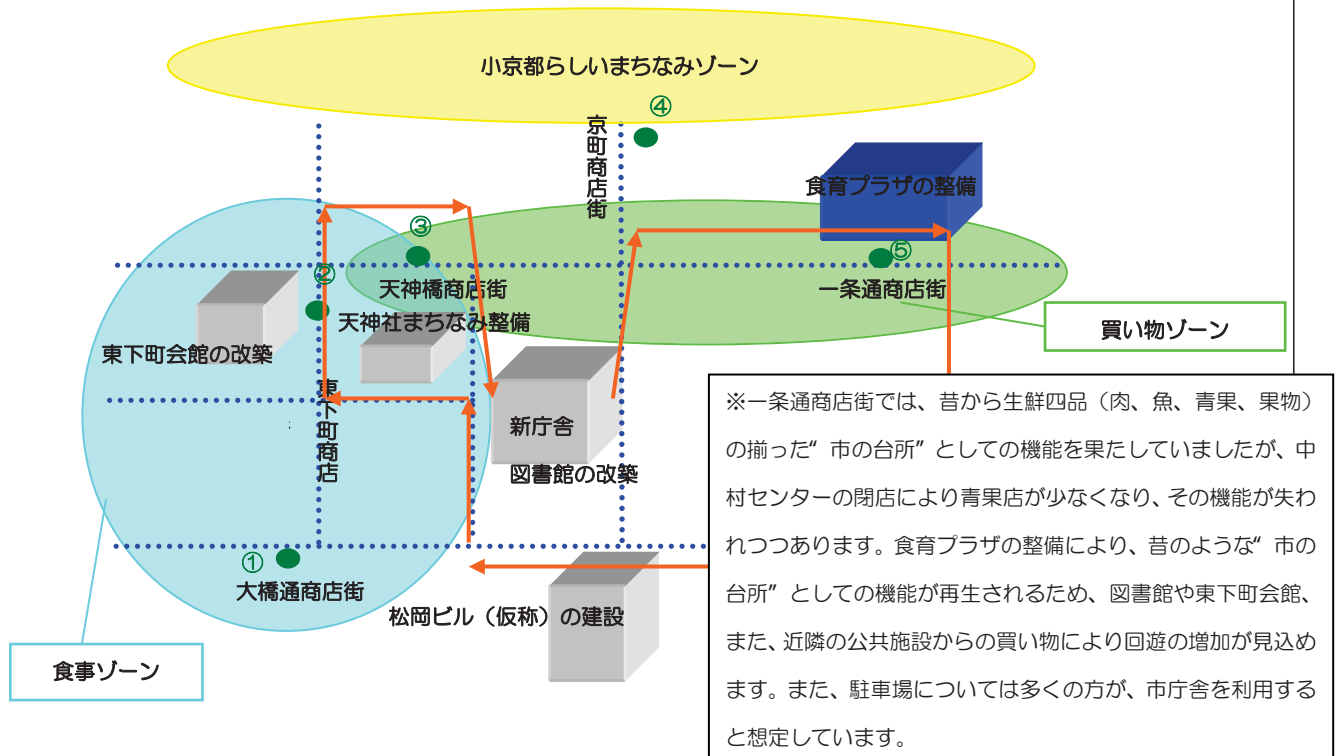 小京都らしいまちなみゾーン
④
京町商店街
食育プラザの整備
③
⑤
②
天神橋商店街
一条通商店街
天神社まちなみ整備
買い物ゾーン
東下町会館の改築
東下町商店
新庁舎
図書館の改築
①
大橋通商店街
松岡ビル（仮称）の建設
食事ゾーン
※一条通商店街では、昔から生鮮四品（肉、魚、青果、果物）
の揃った“市の台所”としての機能を果たしていましたが、中
村センターの閉店により青果店が少なくなり、その機能が失わ
れつつあります。食育プラザの整備により、昔のような“市の
台所”としての機能が再生されるため、図書館や東下町会館、
また、近隣の公共施設からの買い物により回遊の増加が見込め
ます。また、駐車場については多くの方が、市庁舎を利用する
と想定しています。